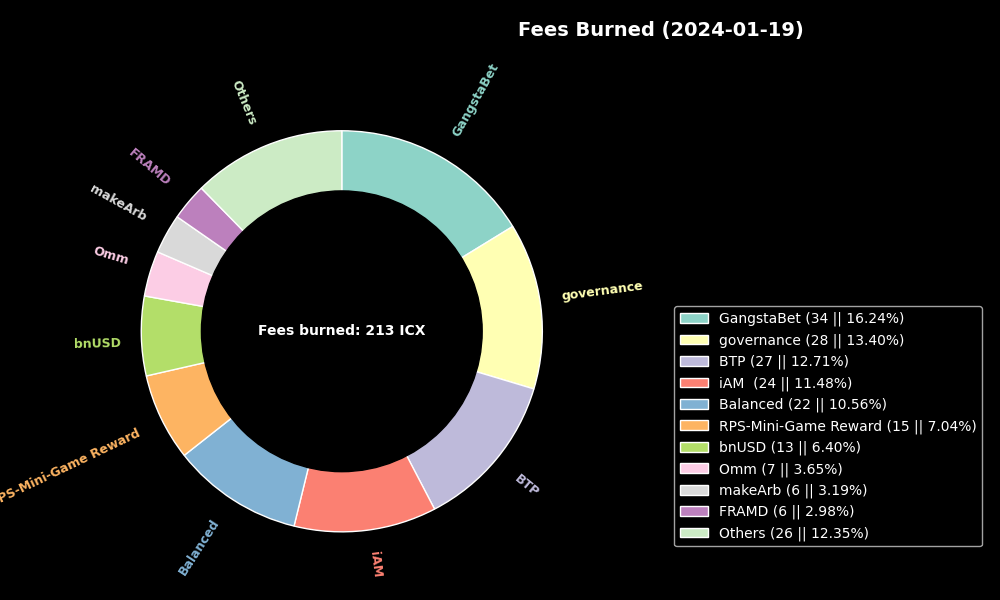 Fees Burned (2024-01-19)
GangstaBet
Others
FRAMD
makeArb
Omm
governance
bnUSD
Fees burned: 213 ICX
PS-Mini-Game Reward
BTP
Balanced
iAM
GangstaBet (34 || 16.24%)
governance (28 || 13.40%)
BTP (27 || 12.71%)
iAM  (24 || 11.48%)
Balanced (22 || 10.56%)
RPS-Mini-Game Reward (15 || 7.04%)
bnUSD (13 || 6.40%)
Omm (7 || 3.65%)
makeArb (6 || 3.19%)
FRAMD (6 || 2.98%)
Others (26 || 12.35%)